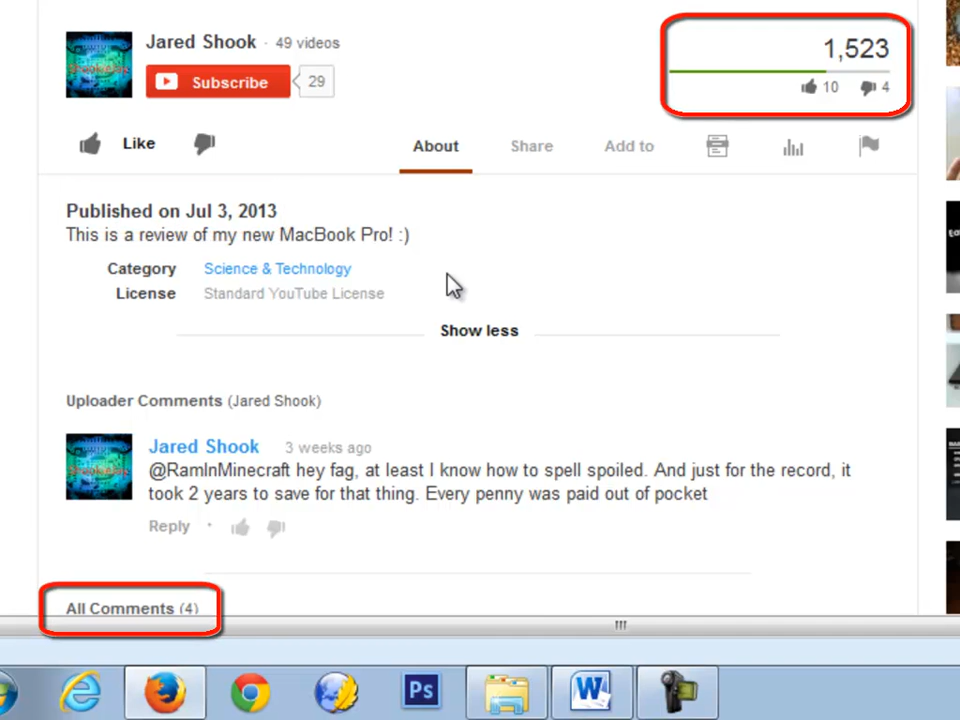 Jared Shook · 49 videos
1,523
Subscribe 29
10 4
Like
About Share Add to
Published on Jul 3, 2013
This is a review of my new MacBook Pro! :)
Category Science & Technology
License Standard YouTube License
Show less
Uploader Comments (Jared Shook)
Jared Shook 3 weeks ago
@RamInMinecraft hey fag, at least I know how to spell spoiled. And just for the record, it
took 2 years to save for that thing. Every penny was paid out of pocket
Reply ·
All Comments (4)
Ps W